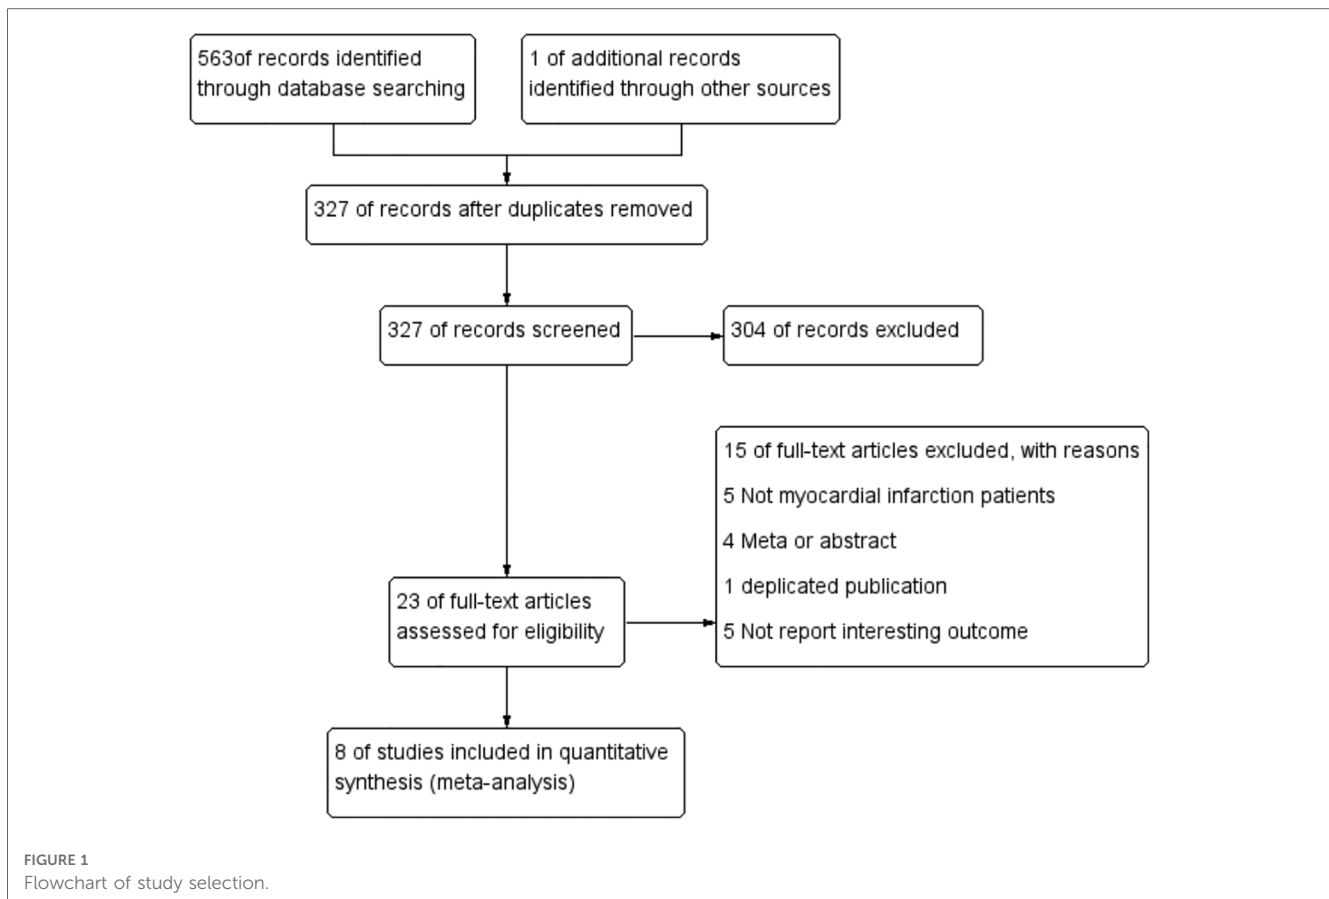 563of records identified
through database searching
1 of additional records
identified through other sources
327 of records after duplicates removed
327 of records screened
304 of records excluded
15 of full-text articles excluded, with reasons
5 Not myocardial infarction patients
4 Meta or abstract
1 deplicated publication
5 Not report interesting outcome
23 of full-text articles
assessed for eligibility
8 of studies included in quantitative
synthesis (meta-analysis)
FIGURE 1
Flowchart of study selection.